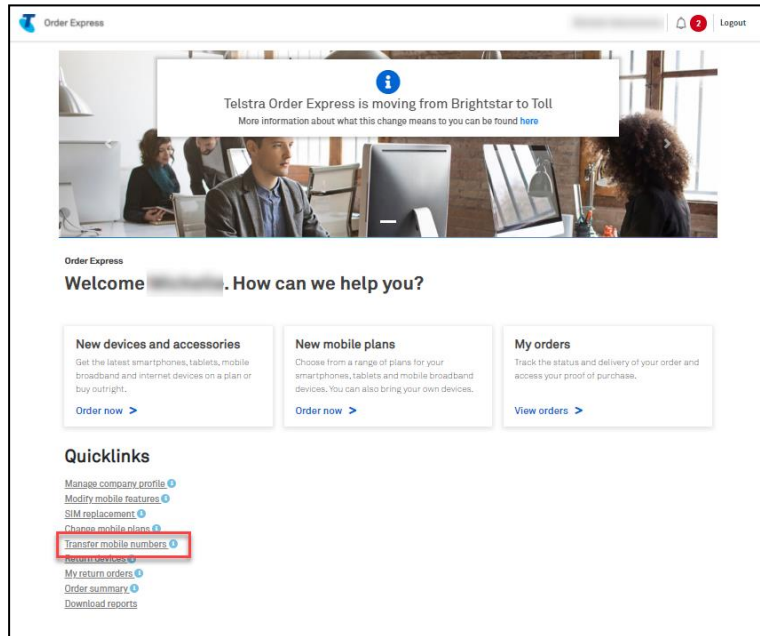 Order Express
2 Logout
Telstra Order Express is moving from Brightstar to Toll
More information about what this change means to you can be found here
Order Express
Welcome . How can we help you?
New devices and accessories
Get the latest smartphones, tablets, mobile
broadband and internet devices on a plan or
buy outright.
Order now >
New mobile plans
Choose from a range of plans for your
smartphones, tablets and mobile broadband
devices. You can also bring your own devices.
Order now >
My orders
Track the status and delivery of your order and
access your proof of purchase.
View orders >
Quicklinks
Manage company profile
Modify mobile features
SIM replacement
Change mobile plans
Transfer mobile numbers
Return devices
My return orders
Order summary
Download reports